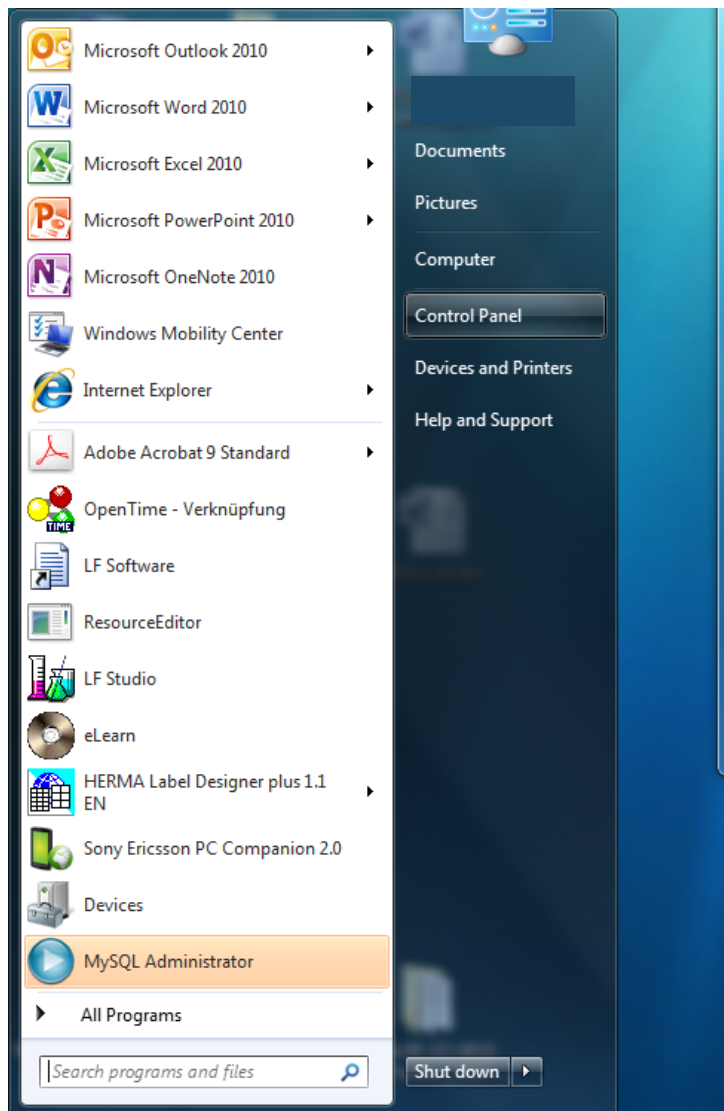 Microsoft Outlook 2010
Microsoft Word 2010
Microsoft Excel 2010
Microsoft PowerPoint 2010
Microsoft OneNote 2010
Windows Mobility Center
Internet Explorer
Adobe Acrobat 9 Standard
TIME
OpenTime - Verknüpfung
LF Software
ResourceEditor
LF Studio
eLearn
HERMA Label Designer plus 1.1
EN
Sony Ericsson PC Companion 2.0
Devices
MySQL Administrator
All Programs
Search programs and files
Documents
Pictures
Computer
Control Panel
Devices and Printers
Help and Support
Shut down